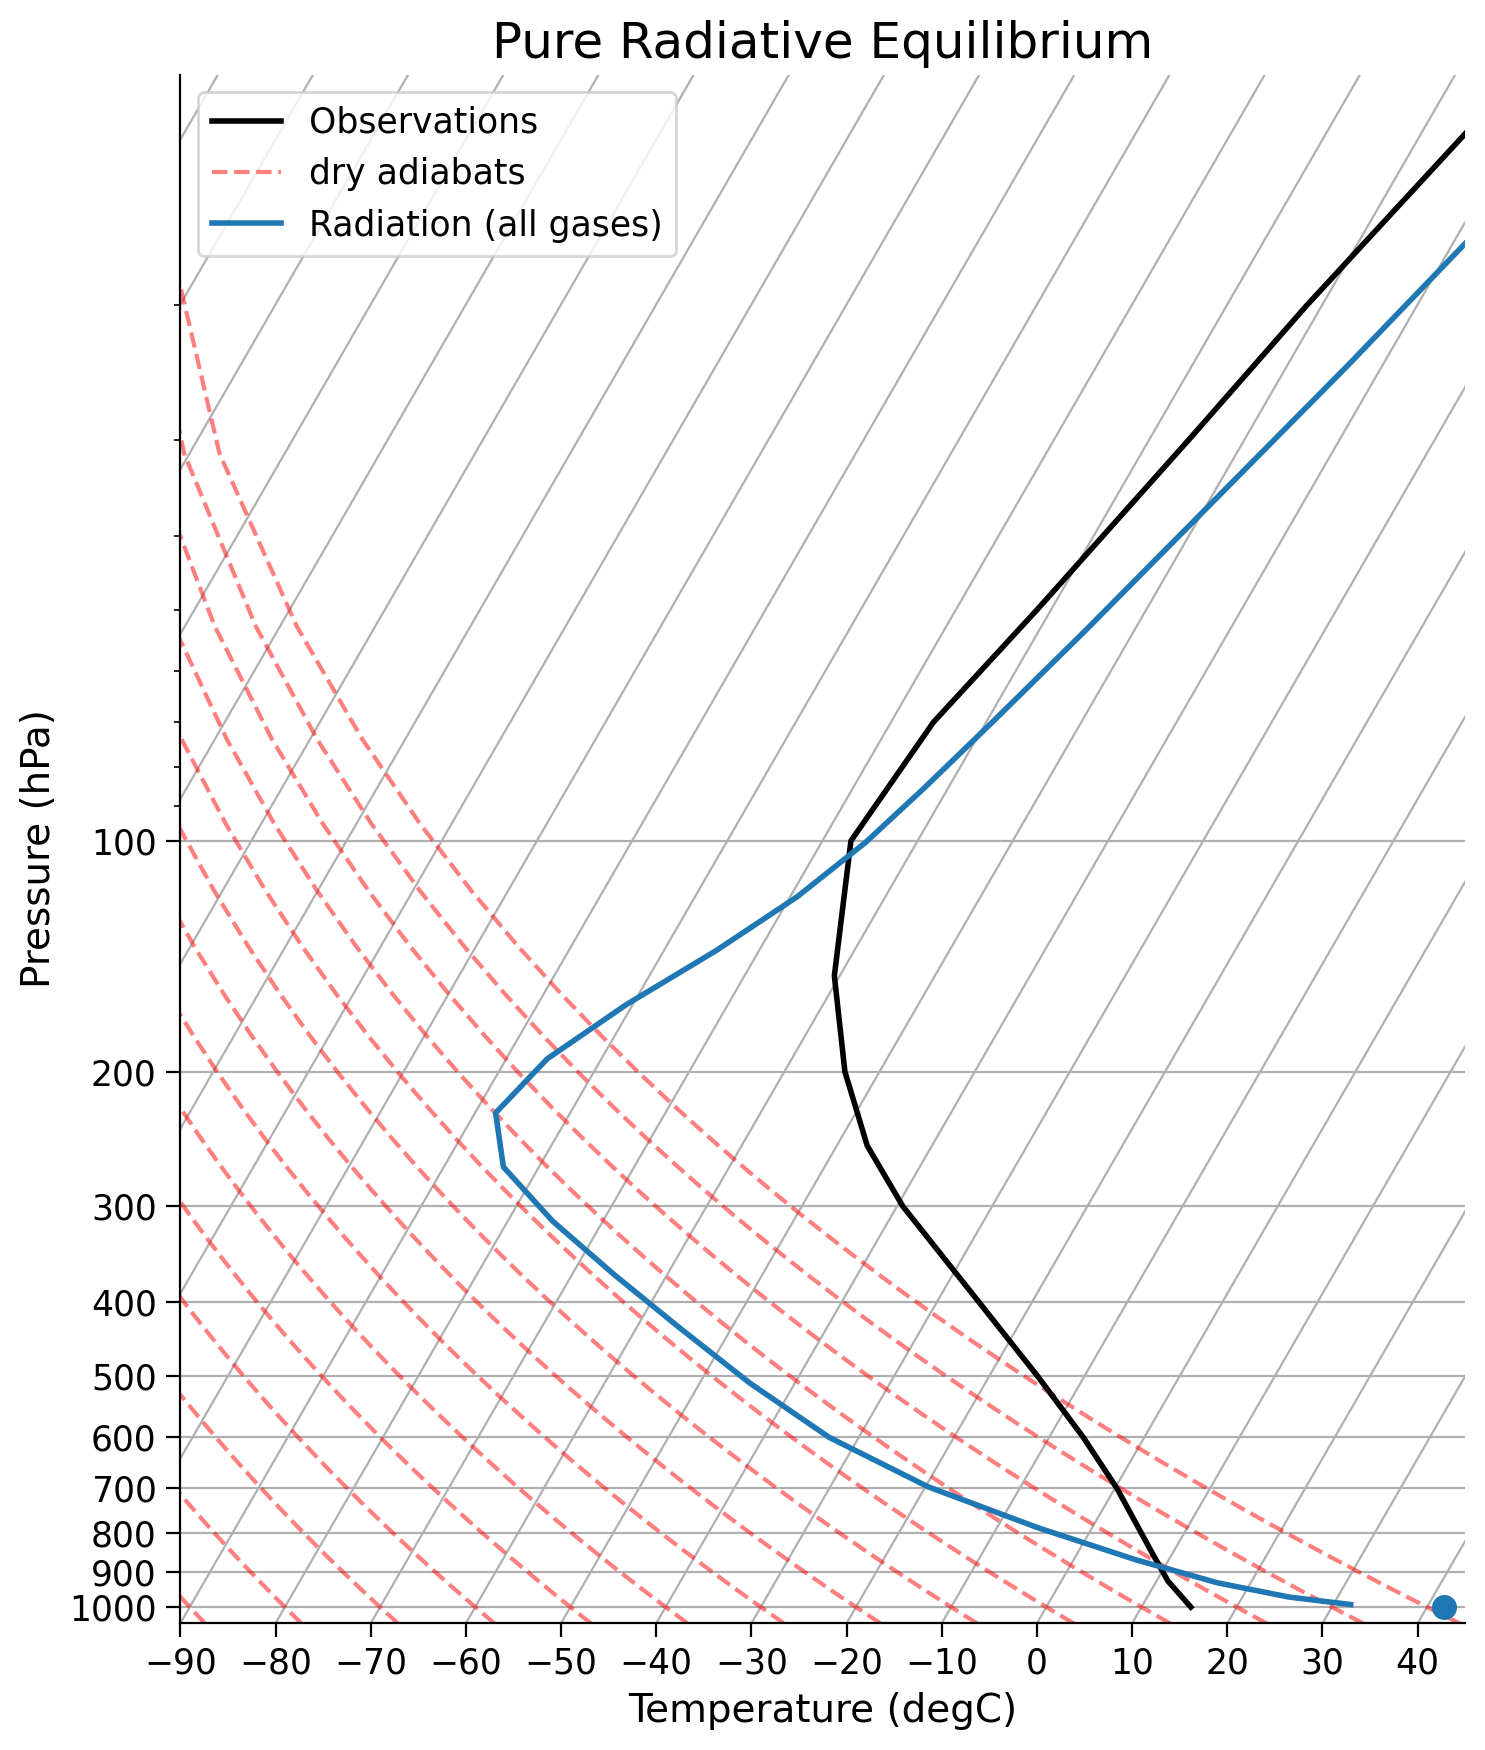 Pure Radiative Equilibrium
Observations
dry adiabats
Radiation (all gases)
Pressure (hPa)
100
200
300
400
500
600
700
800
900
1000
−90 −80 −70 −60 −50 −40 −30 −20 −10 0 10 20 30 40
Temperature (degC)